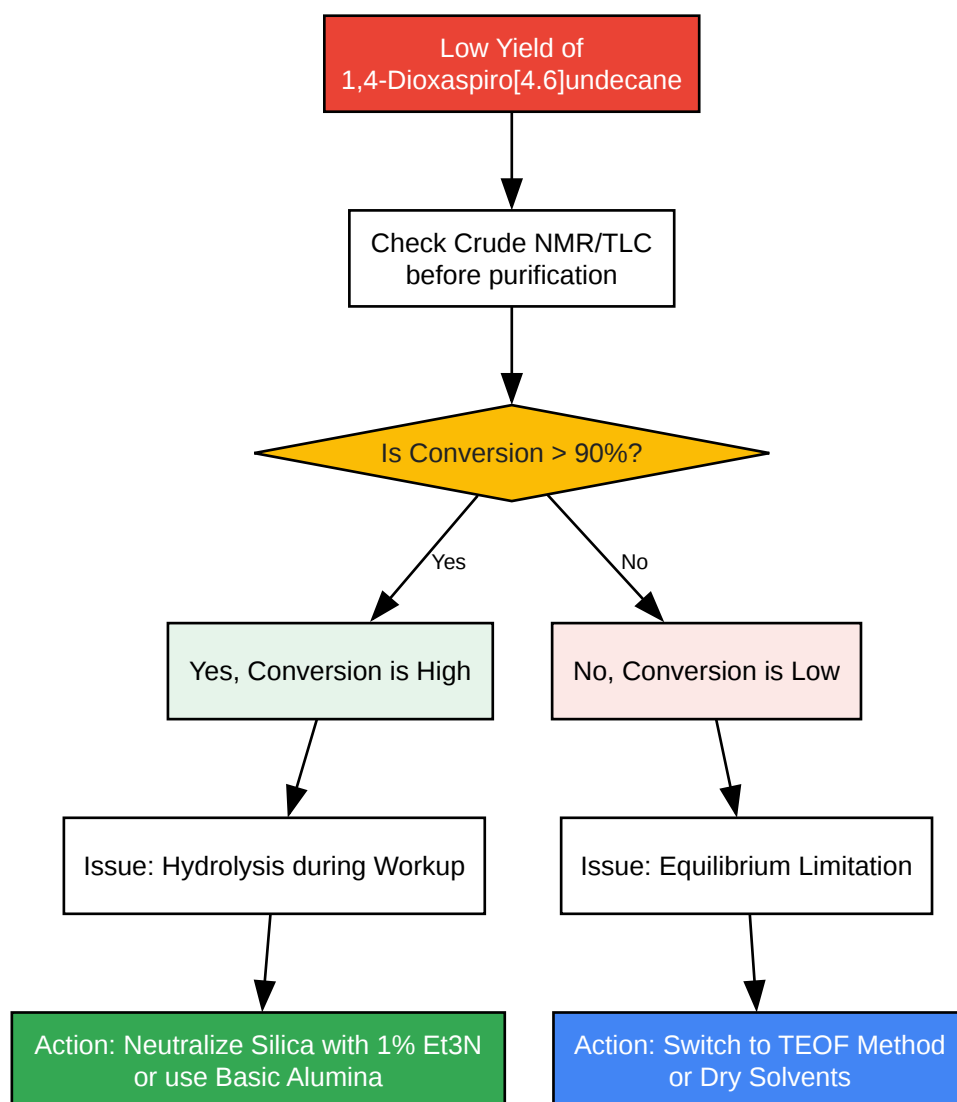 Low Yield of
1,4-Dioxaspiro[4.6]undecane
Check Crude NMR/TLC
before purification
Is Conversion > 90%?
Yes
No
Yes, Conversion is High
No, Conversion is Low
Issue: Hydrolysis during Workup
Issue: Equilibrium Limitation
Action: Neutralize Silica with 1% Et3N
or use Basic Alumina
Action: Switch to TEOF Method
or Dry Solvents